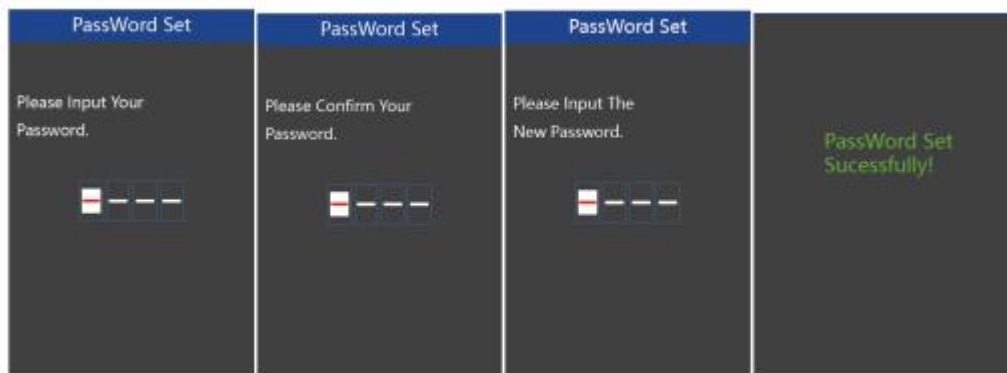 PassWord Set
Please Input Your
Password.
PassWord Set
Please Confirm Your
Password.
PassWord Set
Please Input The
New Password.
PassWord Set
Sucessfully!